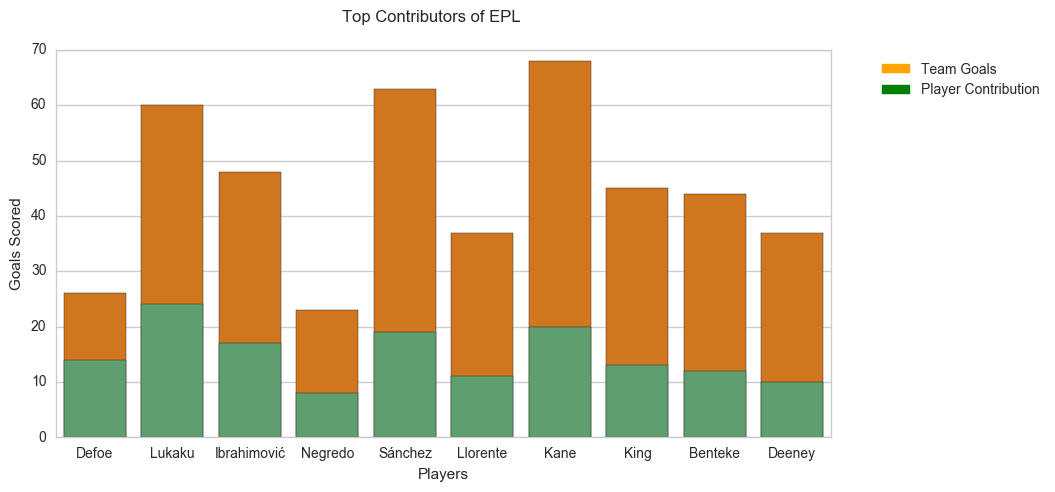 Top Contributors of EPL
Team Goals
Player Contribution
Goals Scored
70
60
50
40
30
20
10
0
Defoe Lukaku Ibrahimović Negredo Sánchez Llorente Kane King Benteke Deeney
Players